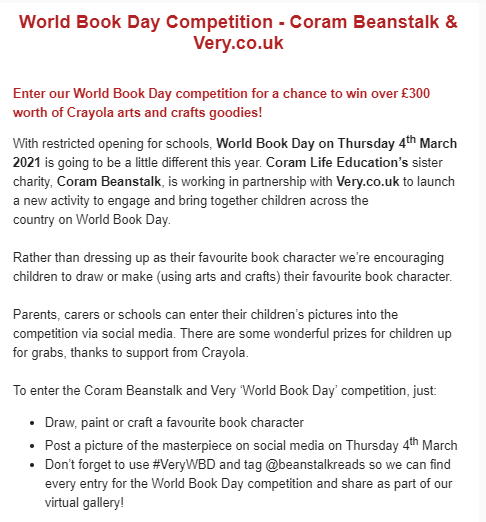 World Book Day Competition - Coram Beanstalk &
Very.co.uk
Enter our World Book Day competition for a chance to win over £300
worth of Crayola arts and crafts goodies!
With restricted opening for schools, World Book Day on Thursday 4th March
2021 is going to be a little different this year. Coram Life Education's sister
charity, Coram Beanstalk, is working in partnership with Very.co.uk to launch
a new activity to engage and bring together children across the
country on World Book Day.
Rather than dressing up as their favourite book character we're encouraging
children to draw or make (using arts and crafts) their favourite book character.
Parents, carers or schools can enter their children's pictures into the
competition via social media. There are some wonderful prizes for children up
for grabs, thanks to support from Crayola.
To enter the Coram Beanstalk and Very 'World Book Day' competition, just:
• Draw, paint or craft a favourite book character
• Post a picture of the masterpiece on social media on Thursday 4th March
• Don't forget to use #VeryWBD and tag @beanstalkreads so we can find
every entry for the World Book Day competition and share as part of our
virtual gallery!